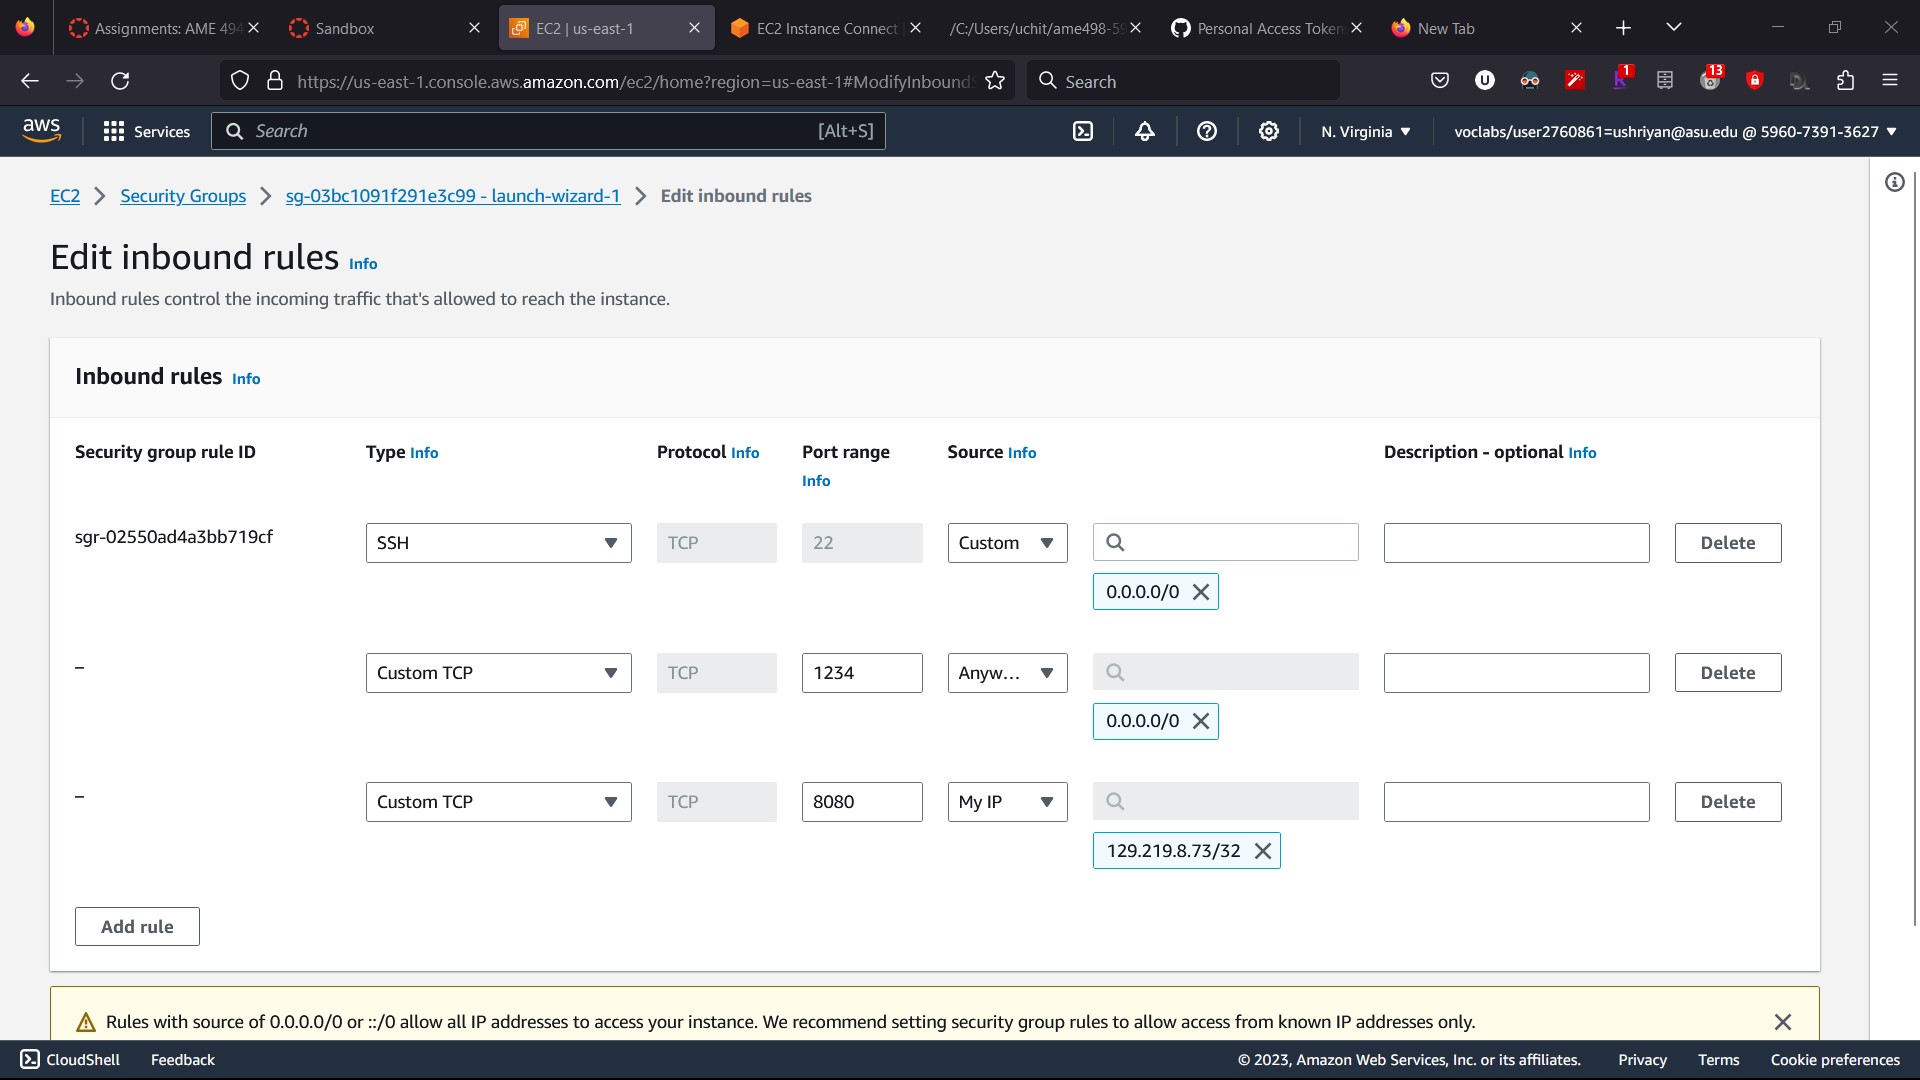 Assignments: AME 494
Sandbox
EC2 | us-east-1
EC2 Instance Connect
/C:/Users/uchit/ame498-59
Personal Access Token
New Tab
https://us-east-1.console.aws.amazon.com/ec2/home?region=us-east-1#ModifyInboundS
Search
1
13
aws
Services
Search
[Alt+S]
N. Virginia
voclabs/user2760861=ushriyan@asu.edu @ 5960-7391-3627
EC2 > Security Groups > sg-03bc1091f291e3c99 - launch-wizard-1 > Edit inbound rules
Edit inbound rules Info
Inbound rules control the incoming traffic that's allowed to reach the instance.
Inbound rules Info
Security group rule ID
Type Info
Protocol Info
Port range
Info
Source Info
Description - optional Info
sgr-02550ad4a3bb719cf
SSH
TCP
22
Custom
0.0.0.0/0
Delete
–
Custom TCP
TCP
1234
Anyw...
0.0.0.0/0
Delete
–
Custom TCP
TCP
8080
My IP
129.219.8.73/32
Delete
Add rule
Rules with source of 0.0.0.0/0 or ::/0 allow all IP addresses to access your instance. We recommend setting security group rules to allow access from known IP addresses only.
CloudShell
Feedback
© 2023, Amazon Web Services, Inc. or its affiliates.
Privacy
Terms
Cookie preferences